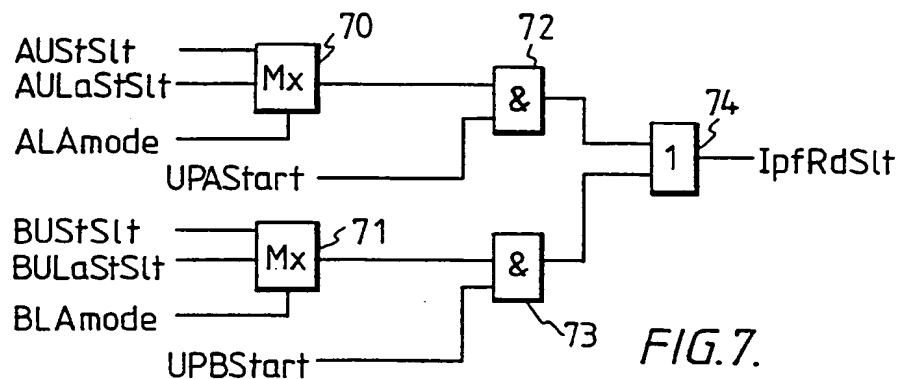 AUStSlt
AULaStSlt
ALAmode
UPAStart
Mx
70
&
72
BUStSlt
BULaStSlt
BLAmode
UPBStart
Mx
71
&
73
1
74
IpfRdSlt
FIG.7.